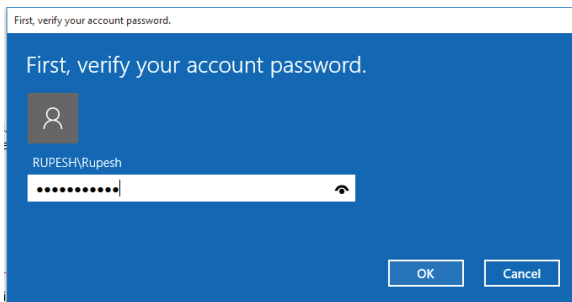 First, verify your account password.
First, verify your account password.
RUPESH\Rupesh
•••••••••••
OK Cancel